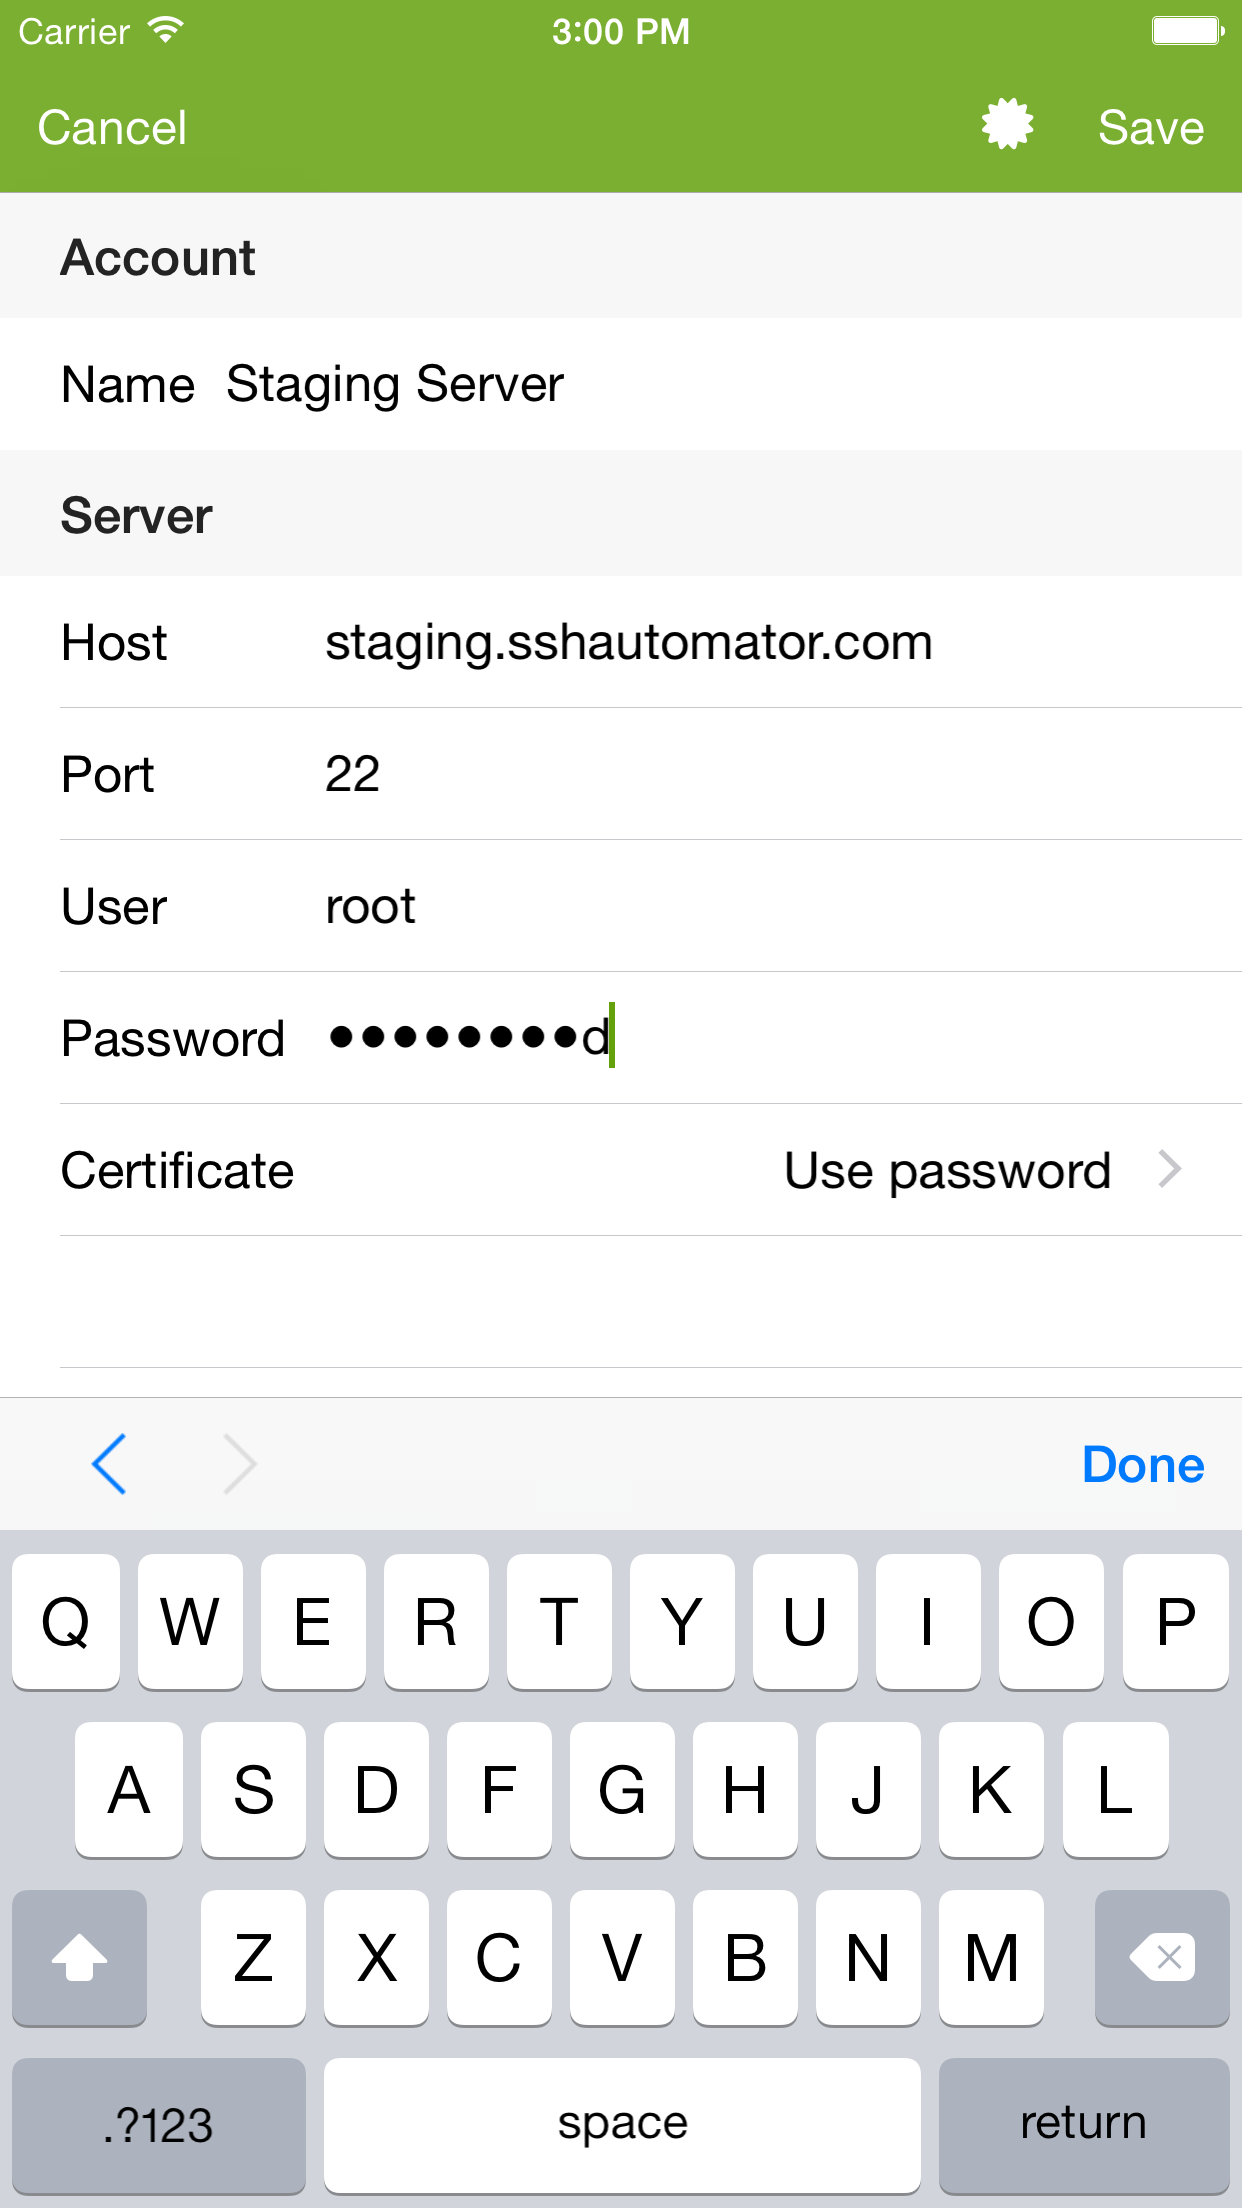 Carrier 3:00 PM
Cancel Save
Account
Name Staging Server
Server
Host staging.sshautomator.com
Port 22
User root
Password ●●●●●●●●d
Certificate Use password
Done
Q W E R T Y U I O P
A S D F G H J K L
Z X C V B N M
.?123 space return